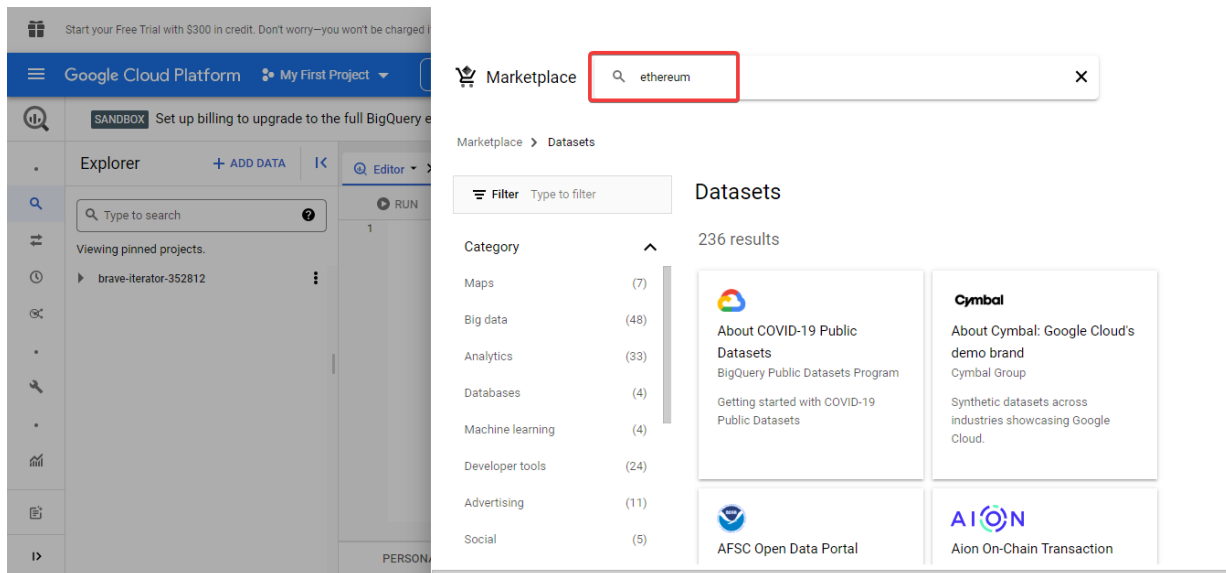 Start your Free Trial with $300 in credit. Don't worry—you won't be charged
Google Cloud Platform
My First Project
SANDBOX Set up billing to upgrade to the full BigQuery
Explorer
+ ADD DATA
Editor
Type to search
RUN
1
Viewing pinned projects.
brave-iterator-352812
Marketplace
ethereum
Marketplace > Datasets
Filter Type to filter
Datasets
236 results
Category
Maps (7)
Big data (48)
Analytics (33)
Databases (4)
Machine learning (4)
Developer tools (24)
Advertising (11)
Social (5)
About COVID-19 Public
Datasets
BigQuery Public Datasets Program
Getting started with COVID-19
Public Datasets
Cymbal
About Cymbal: Google Cloud's
demo brand
Cymbal Group
Synthetic datasets across
industries showcasing Google
Cloud.
AFSC Open Data Portal
AION
Aion On-Chain Transaction